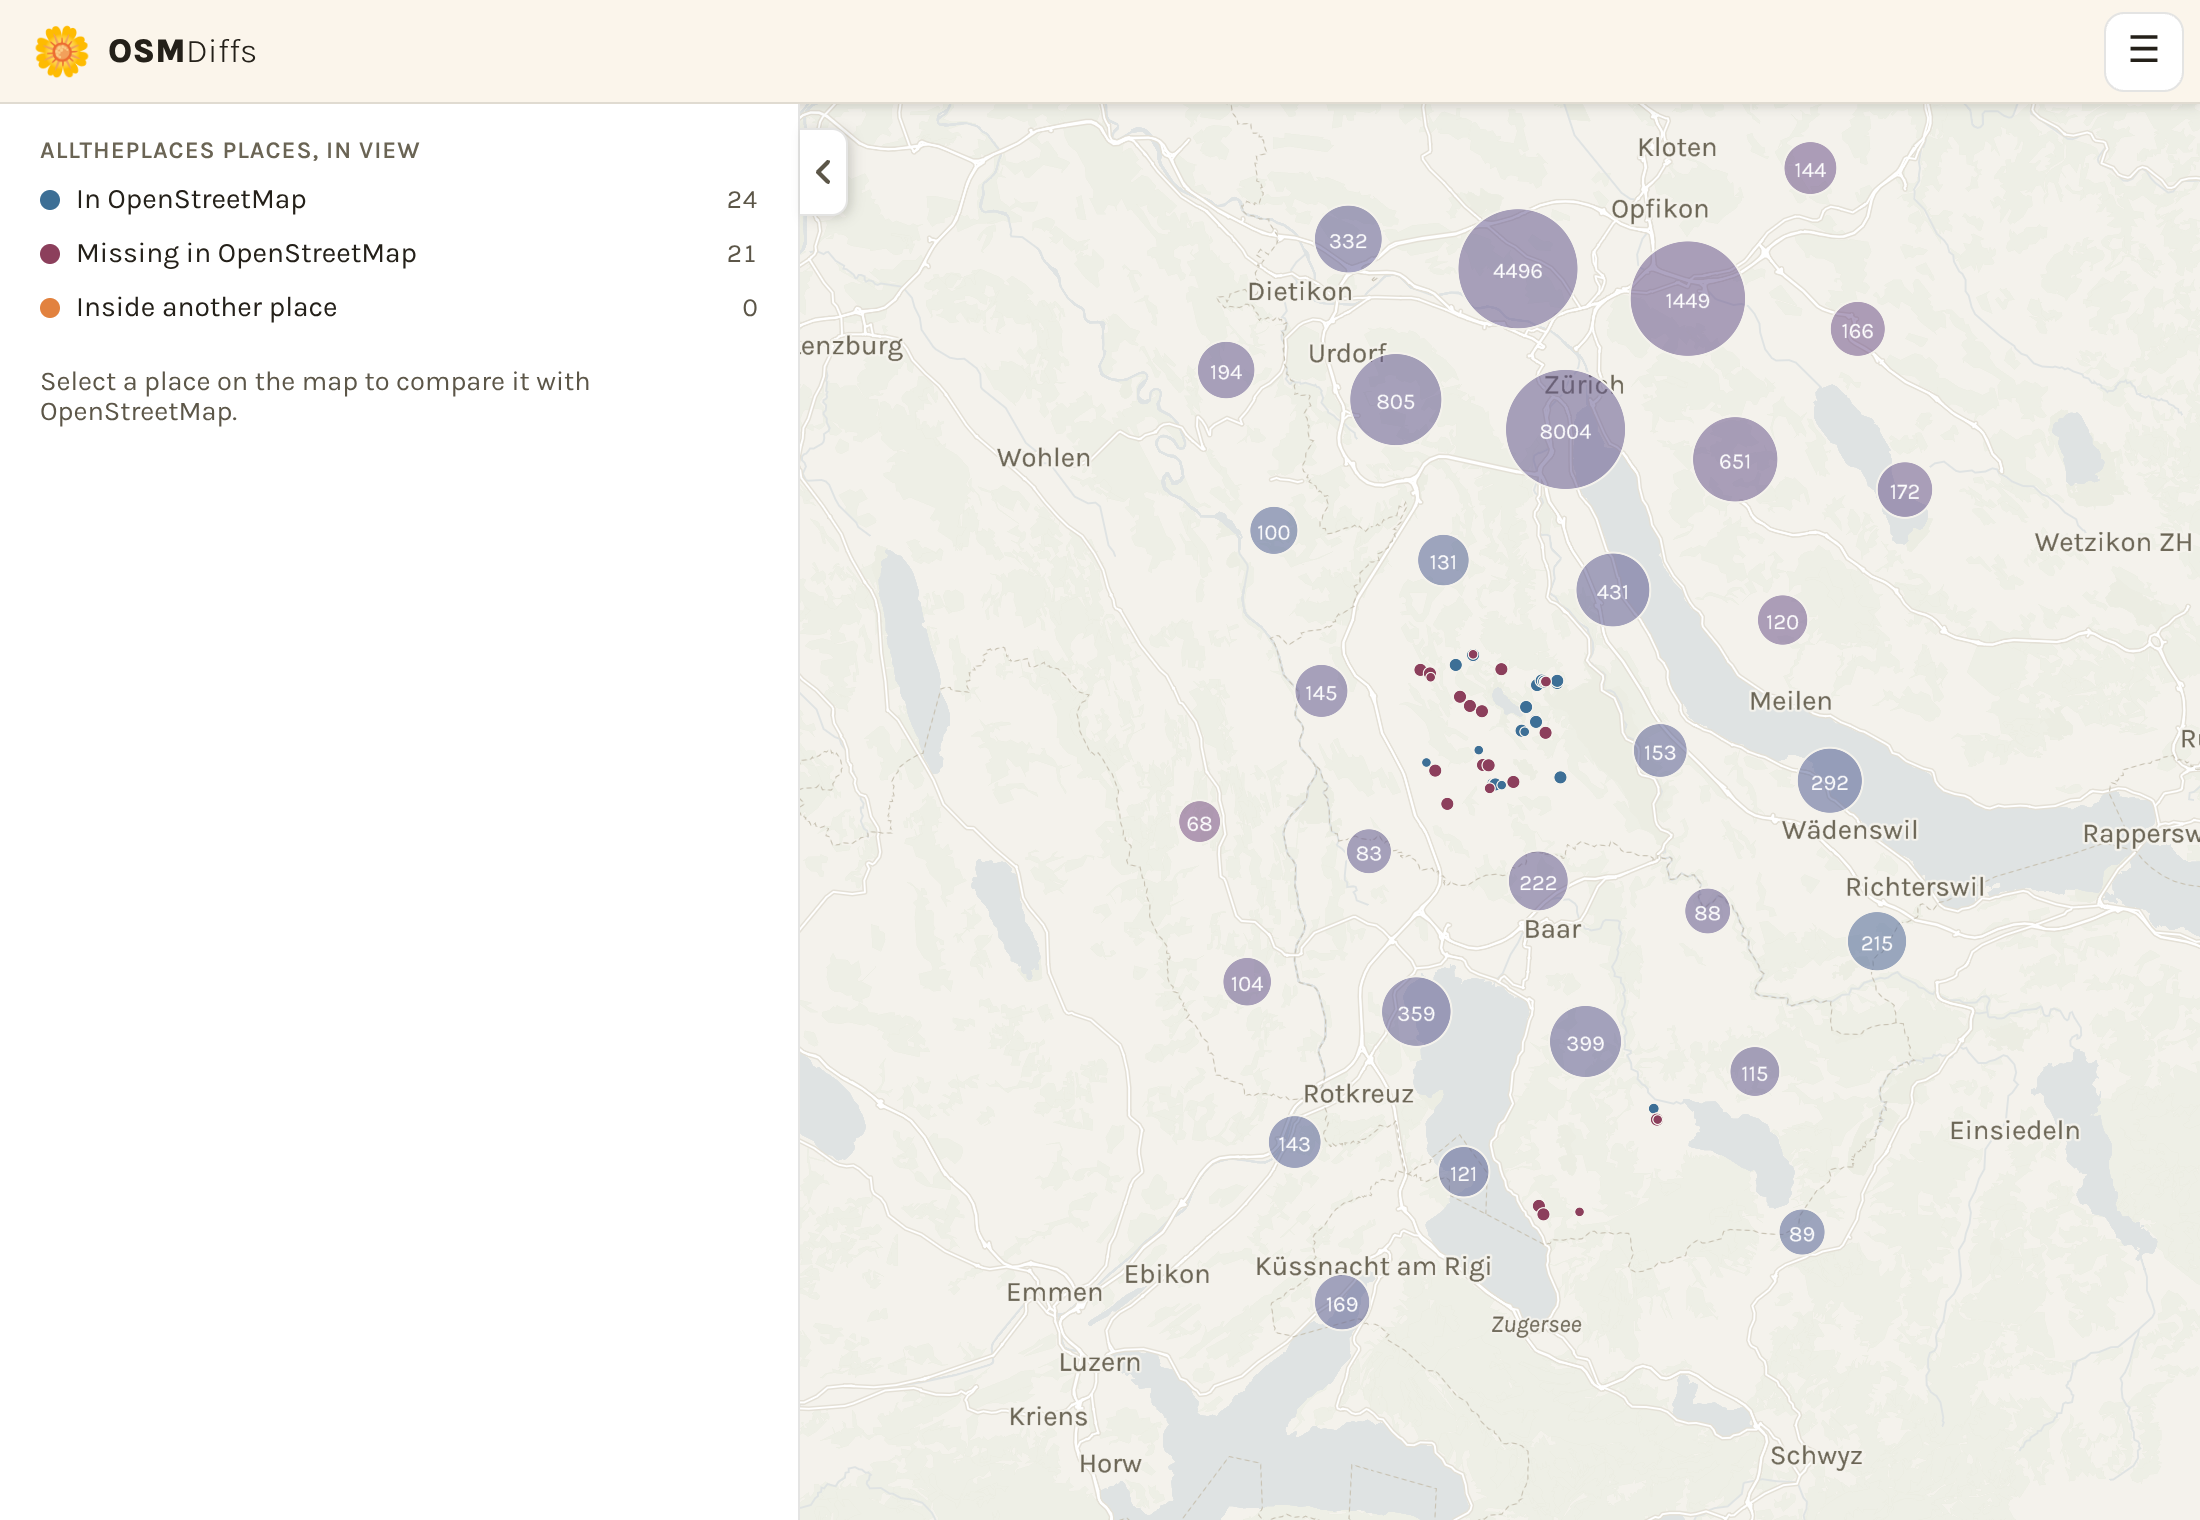 OSMDiffs
☰
ALLTHEPLACES PLACES, IN VIEW
In OpenStreetMap 24
Missing in OpenStreetMap 21
Inside another place 0
Select a place on the map to compare it with
OpenStreetMap.
Kloten
144
Opfikon
332
4496
Dietikon
1449
166
enzburg
Urdorf
194
Zürich
805
8004
Wohlen
651
172
100
Wetzikon ZH
131
431
120
145
Meilen
153
292
68
Wädenswil
Rappersw
83
222
Richterswil
88
Baar
215
104
359
399
115
Rotkreuz
143
Einsiedeln
121
89
Küssnacht am Rigi
Ebikon
Emmen
169
Zugersee
Luzern
Kriens
Schwyz
Horw